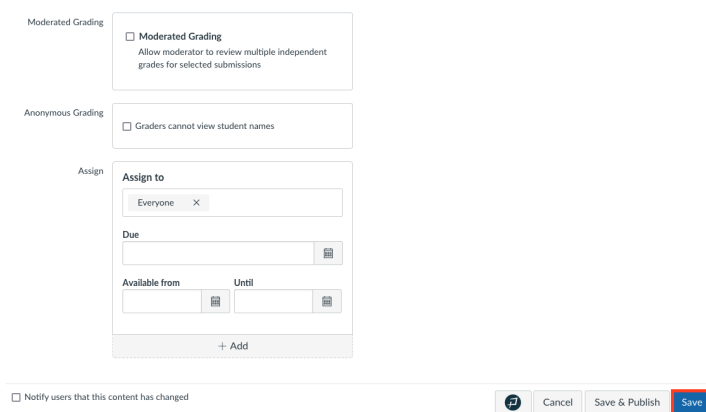 Moderated Grading
Moderated Grading
Allow moderator to review multiple independent
grades for selected submissions
Anonymous Grading
Graders cannot view student names
Assign
Assign to
Everyone
Due
Available from Until
+ Add
Notify users that this content has changed
Cancel Save & Publish Save